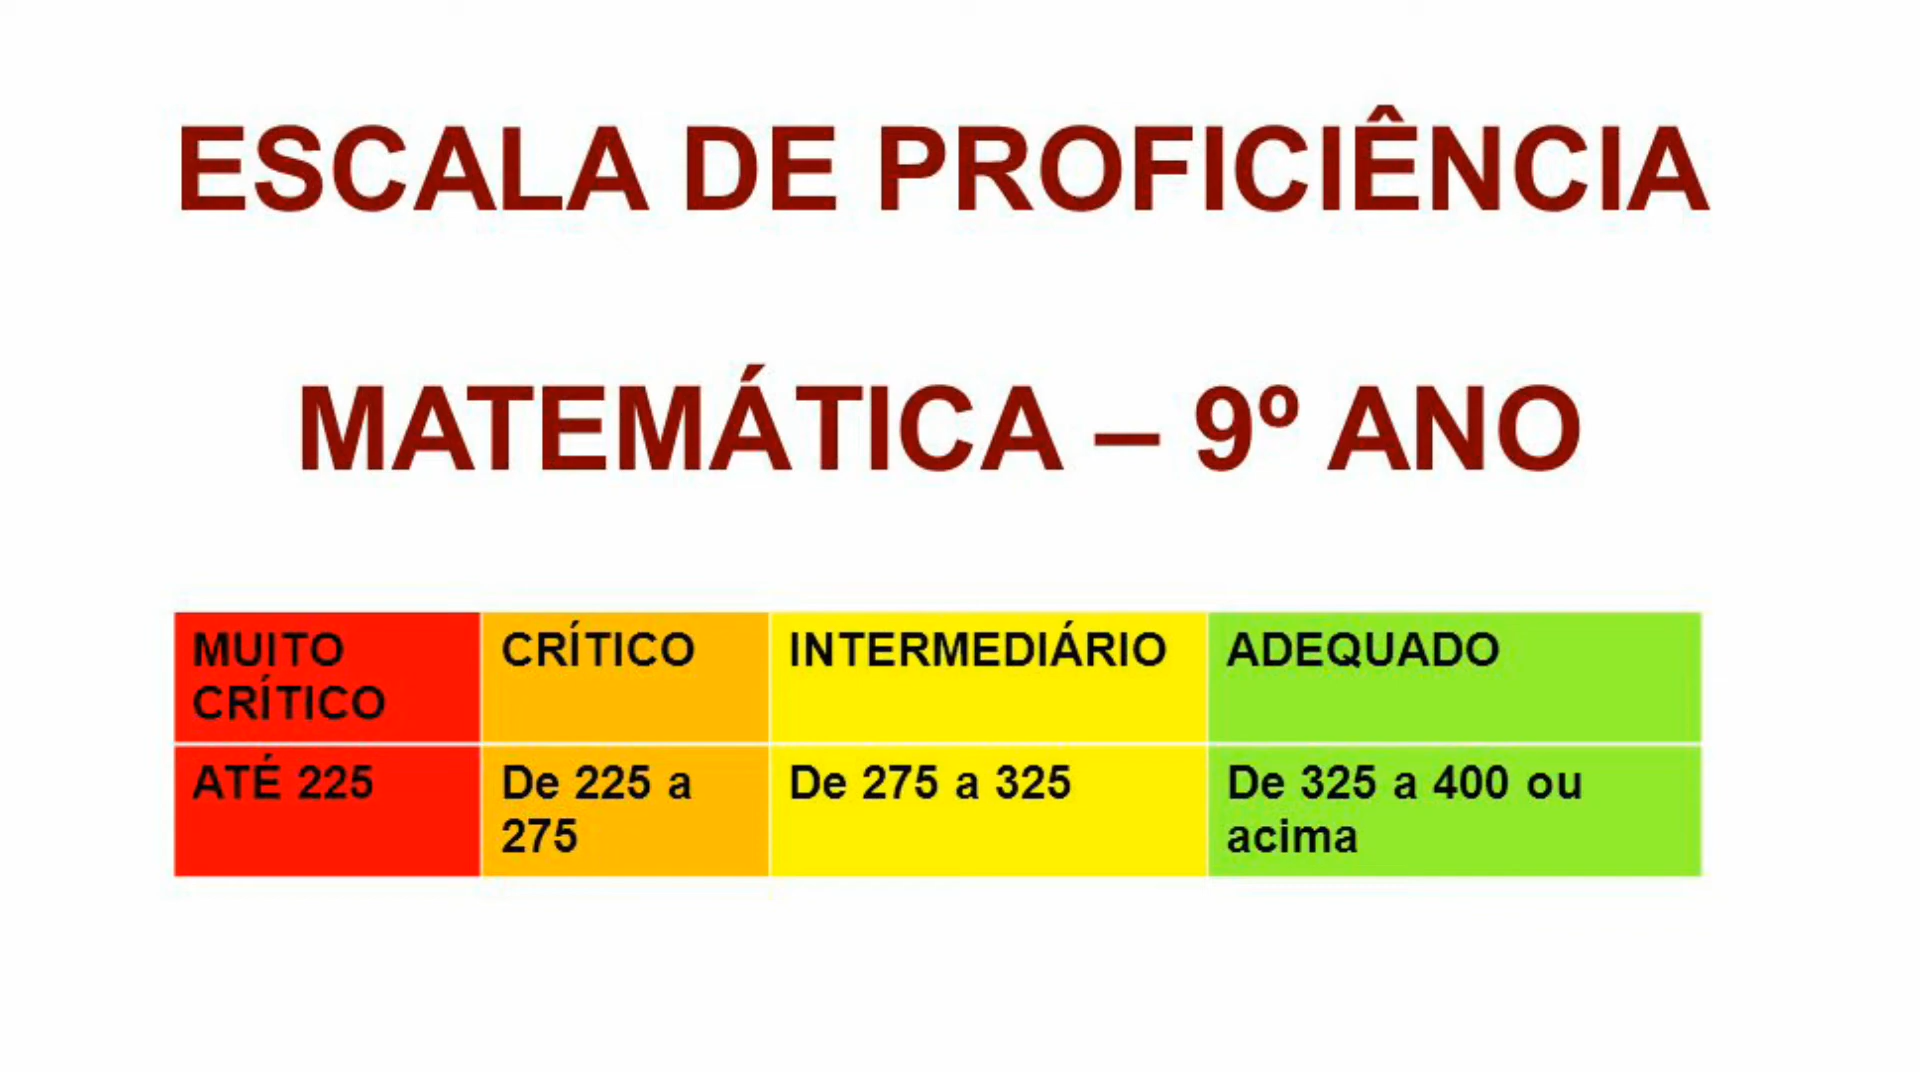 ESCALA DE PROFICIÊNCIA
MATEMÁTICA – 9º ANO
MUITO
CRÍTICO
CRÍTICO
INTERMEDIÁRIO
ADEQUADO
ATÉ 225
De 225 a
275
De 275 a 325
De 325 a 400 ou
acima